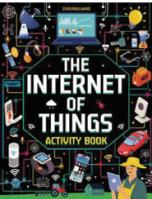 DREAMLAND
THE
INTERNET
OF
THINGS
ACTIVITY BOOK